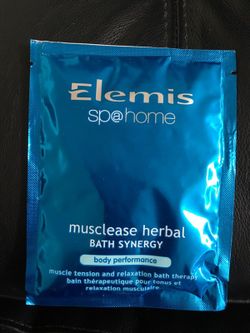 Elemis
sp@home
musclease herbal
BATH SYNERGY
body performance
muscle tension and relaxation bath therapy
bain thérapeutique pour tonus et
relaxation musculaire